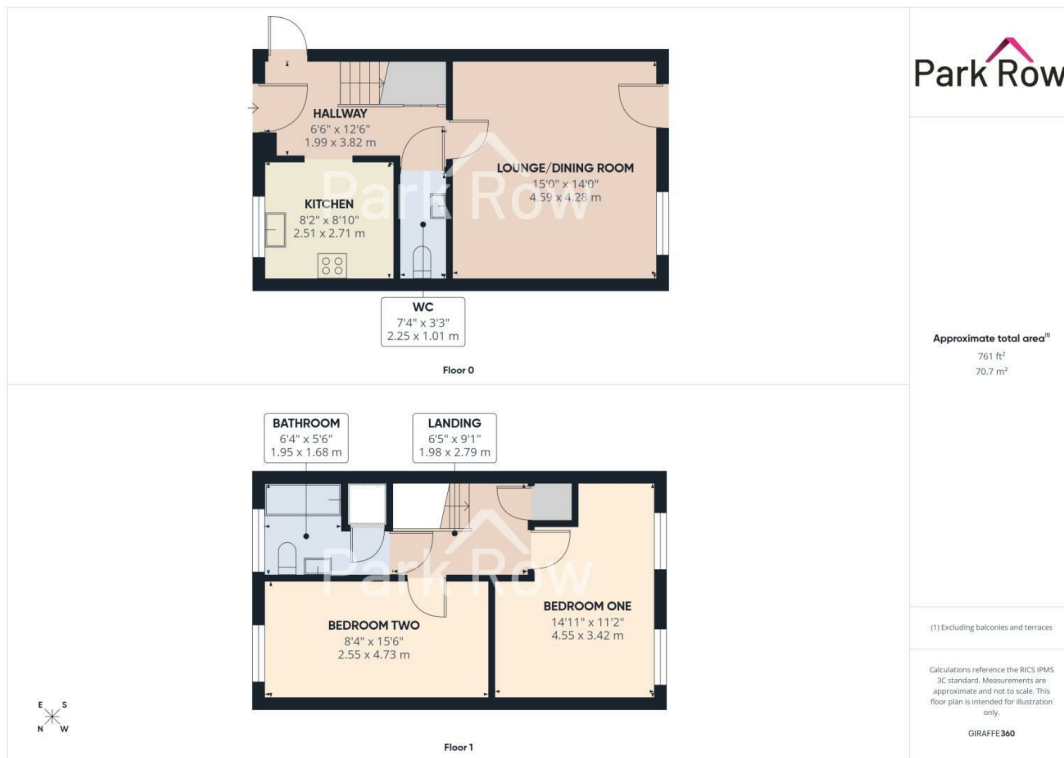 HALLWAY
6'6" x 12'6"
1.99 x 3.82 m
LOUNGE/DINING ROOM
15'0" x 14'0"
4.59 x 4.28 m
KITCHEN
8'2" x 8'10"
2.51 x 2.71 m
Park Row
WC
7'4" x 3'3"
2.25 x 1.01 m
Floor 0
BATHROOM
6'4" x 5'6"
1.95 x 1.68 m
LANDING
6'5" x 9'1"
1.98 x 2.79 m
Park Row
BEDROOM TWO
8'4" x 15'6"
2.55 x 4.73 m
BEDROOM ONE
14'11" x 11'2"
4.55 x 3.42 m
E S
N W
Floor 1
Park Row
Approximate total area(1)
761 ft²
70.7 m²
(1) Excluding balconies and terraces
Calculations reference the RICS IPMS
3C standard. Measurements are
approximate and not to scale. This
floor plan is intended for illustration
only.
GIRAFFE360